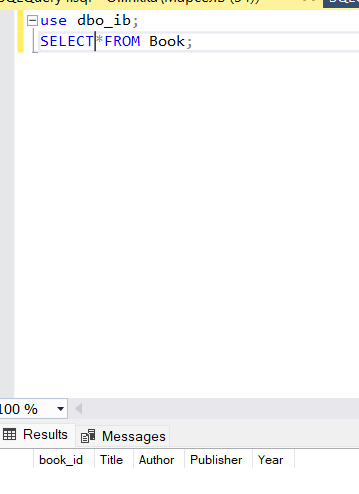 use dbo_ib;
SELECT*FROM Book;
100 %
Results Messages
book_id Title Author Publisher Year